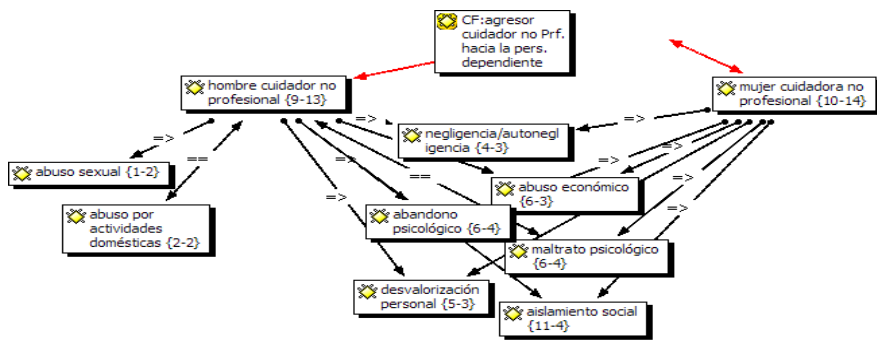 CF:agresor
cuidador no Prf.
hacia la pers.
dependiente
hombre cuidador no
profesional {9-13}
mujer cuidadora no
profesional {10-14}
=>
=>
negligencia/autonegl
igencia {4-3}
=>
abuso sexual {1-2}
==
=>
==
=>
=>
abuso económico
{6-3}
=>
=>
=>
abuso por
actividades
domésticas {2-2}
abandono
psicológico {6-4}
maltrato psicológico
{6-4}
desvalorización
personal {5-3}
aislamiento social
{11-4}